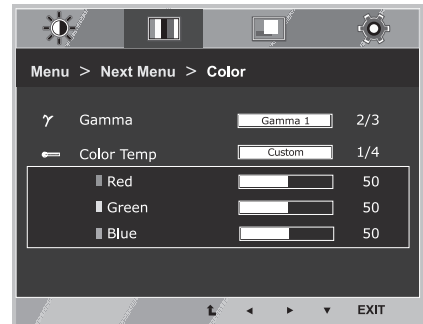 Menu > Next Menu > Color
γ Gamma Gamma 1 2/3
Color Temp Custom 1/4
Red 50
Green 50
Blue 50
EXIT